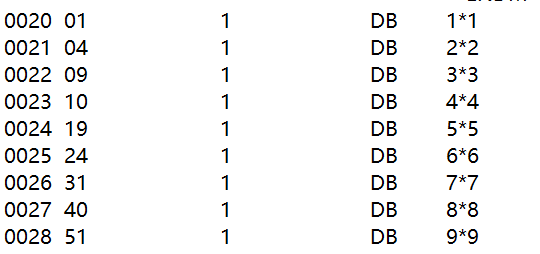 0020 01 1 DB 1*1
0021 04 1 DB 2*2
0022 09 1 DB 3*3
0023 10 1 DB 4*4
0024 19 1 DB 5*5
0025 24 1 DB 6*6
0026 31 1 DB 7*7
0027 40 1 DB 8*8
0028 51 1 DB 9*9